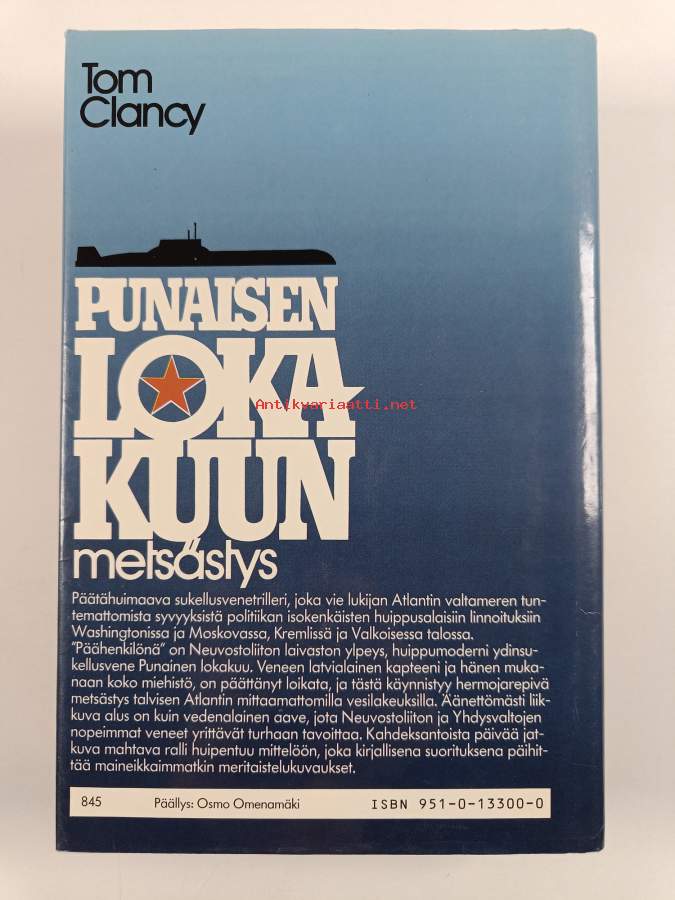 Tom
Clancy
PUNAISEN
LOKA
Antikvariaatti.net
KUUN
metsästys
Päätähuimaava sukellusvenetrilleri, joka vie lukijan Atlantin valtameren tun-
temattomista syvyyksistä politiikan isokenkäisten huippusalaisiin linnoituksiin
Washingtonissa ja Moskovassa, Kremlissä ja Valkoisessa talossa.
"Päähenkilönä" on Neuvostoliiton laivaston ylpeys, huippumoderni ydinsu-
kellusvene Punainen lokakuu. Veneen latvialainen kapteeni ja hänen muka-
naan koko miehistö, on päättänyt loikata, ja tästä käynnistyy hermojarepivä
metsästys talvisen Atlantin mittaamattomilla vesilakeuksilla. Äänettömästi liik-
kuva alus on kuin vedenalainen aave, jota Neuvostoliiton ja Yhdysvaltojen
nopeimmat veneet yrittävät turhaan tavoittaa. Kahdeksantoista päivää jat-
kuva mahtava ralli huipentuu mittelöön, joka kirjallisena suorituksena päihit-
tää maineikkaimmatkin meritaistelukuvaukset.
845 Päällys: Osmo Omenamäki ISBN 951-0-13300-0